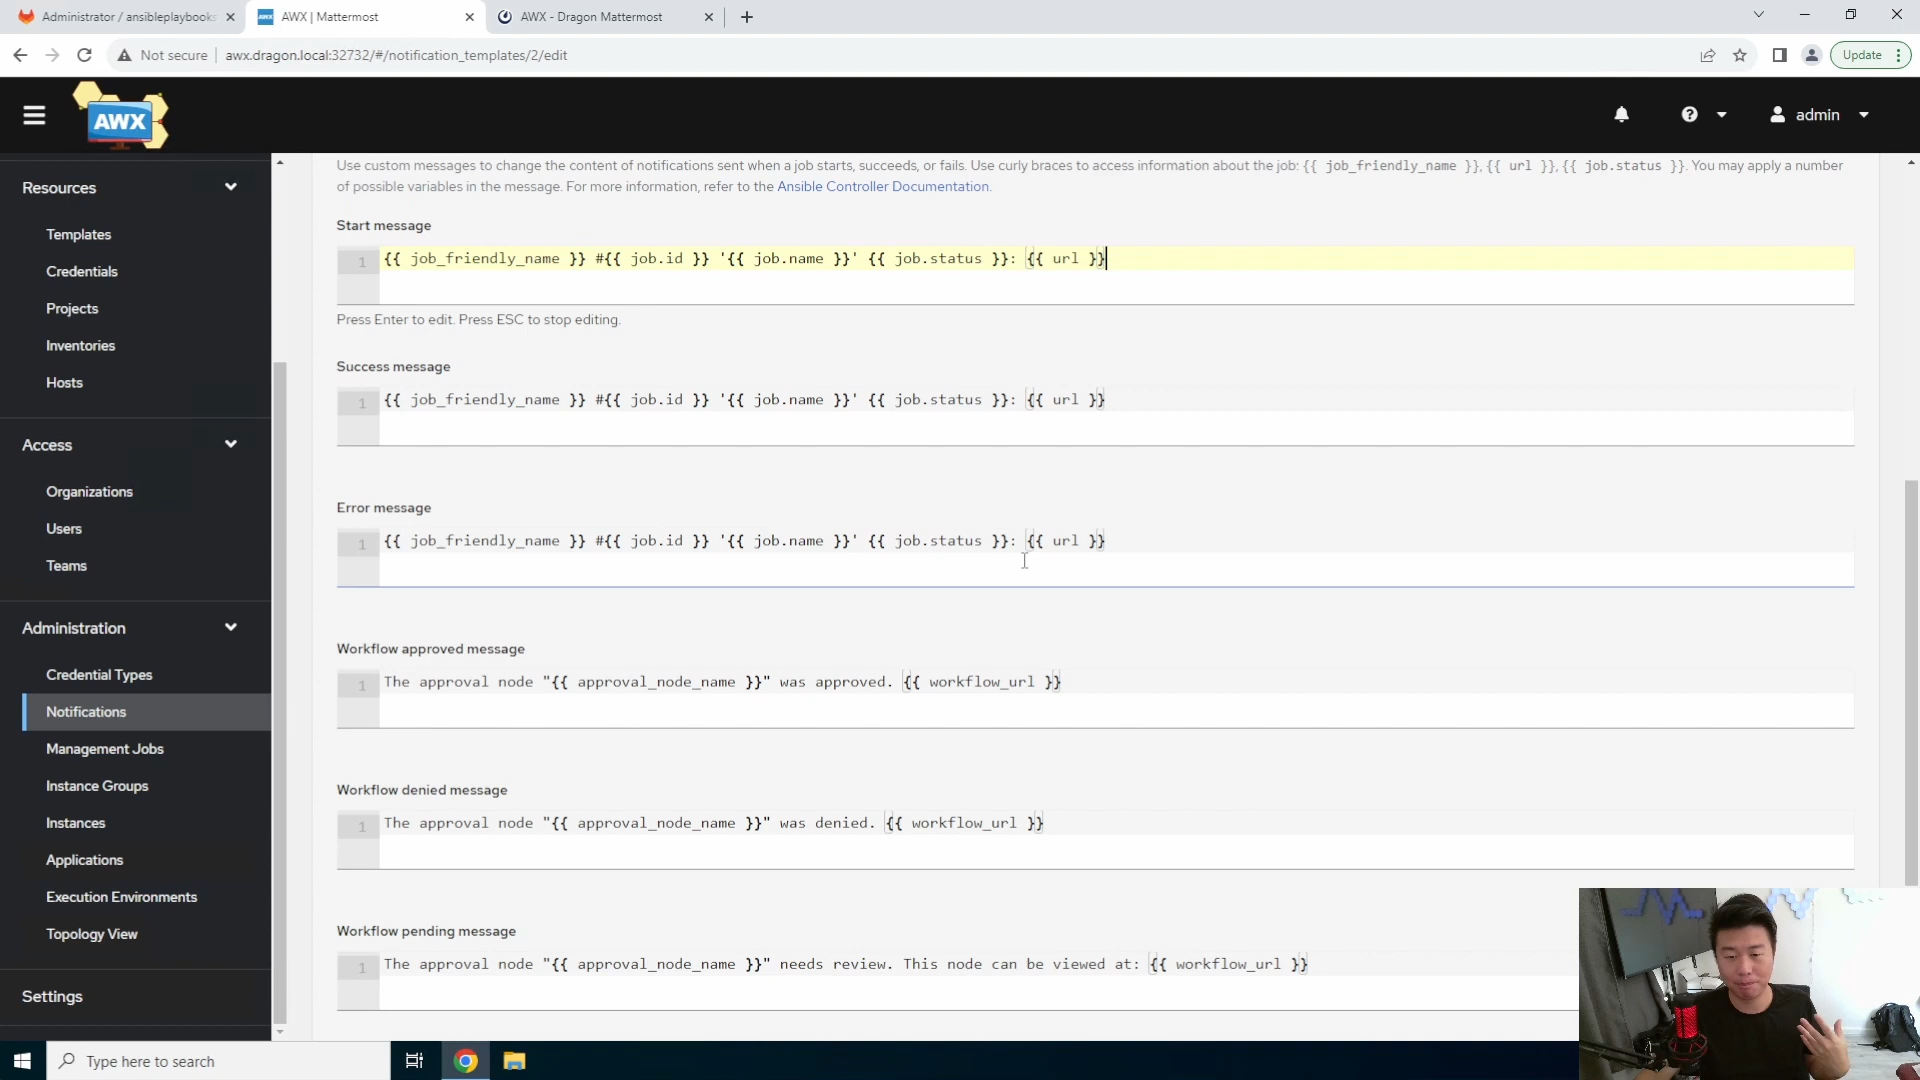 Administrator / ansibleplaybooks
AWX | Mattermost
AWX - Dragon Mattermost
Not secure
awx.dragon.local:32732/#/notification_templates/2/edit
Update
AWX
admin
Resources
Templates
Credentials
Projects
Inventories
Hosts
Access
Organizations
Users
Teams
Administration
Credential Types
Notifications
Management Jobs
Instance Groups
Instances
Applications
Execution Environments
Topology View
Settings
Use custom messages to change the content of notifications sent when a job starts, succeeds, or fails. Use curly braces to access information about the job: {{ job_friendly_name }}, {{ url }}, {{ job.status }}. You may apply a number
of possible variables in the message. For more information, refer to the Ansible Controller Documentation.
Start message
1 {{ job_friendly_name }} #{{ job.id }} '{{ job.name }}' {{ job.status }}: {{ url }}
Press Enter to edit. Press ESC to stop editing.
Success message
1 {{ job_friendly_name }} #{{ job.id }} '{{ job.name }}' {{ job.status }}: {{ url }}
Error message
1 {{ job_friendly_name }} #{{ job.id }} '{{ job.name }}' {{ job.status }}: {{ url }}
Workflow approved message
1 The approval node "{{ approval_node_name }}" was approved. {{ workflow_url }}
Workflow denied message
1 The approval node "{{ approval_node_name }}" was denied. {{ workflow_url }}
Workflow pending message
1 The approval node "{{ approval_node_name }}" needs review. This node can be viewed at: {{ workflow_url }}
Type here to search